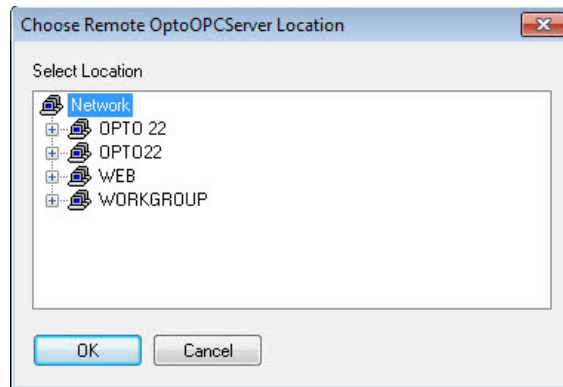 Choose Remote OptoOPCServer Location
Select Location
Network
OPTO 22
OPTO22
WEB
WORKGROUP
OK
Cancel